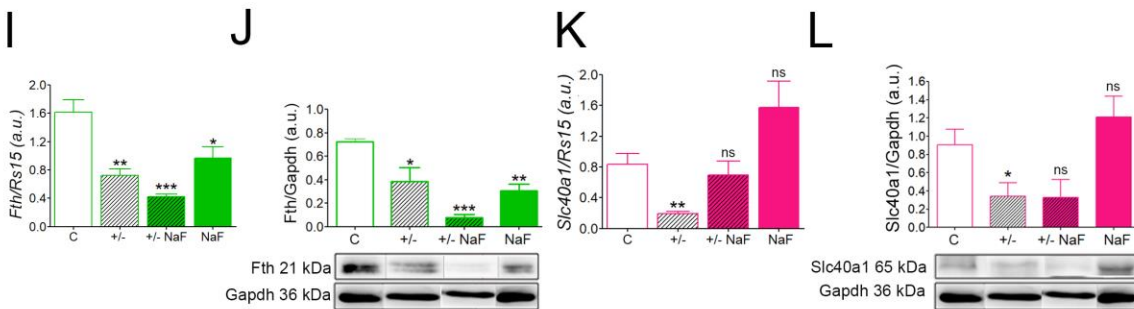 I
Fth/Rs15 (a.u.)
2.0
1.6
1.2
0.8
0.4
0.0
**
***
*
C
+/-
+/- NaF
NaF
J
Fth/Gapdh (a.u.)
1.0
0.8
0.6
0.4
0.2
0.0
*
***
**
C
+/-
+/- NaF
NaF
Fth 21 kDa
Gapdh 36 kDa
K
Slc40a1/Rs15 (a.u.)
2.0
1.6
1.2
0.8
0.4
0.0
**
ns
ns
C
+/-
+/- NaF
NaF
L
Slc40a1/Gapdh (a.u.)
1.6
1.4
1.2
1.0
0.8
0.6
0.4
0.2
0.0
*
ns
ns
C
+/-
+/- NaF
NaF
Slc40a1 65 kDa
Gapdh 36 kDa